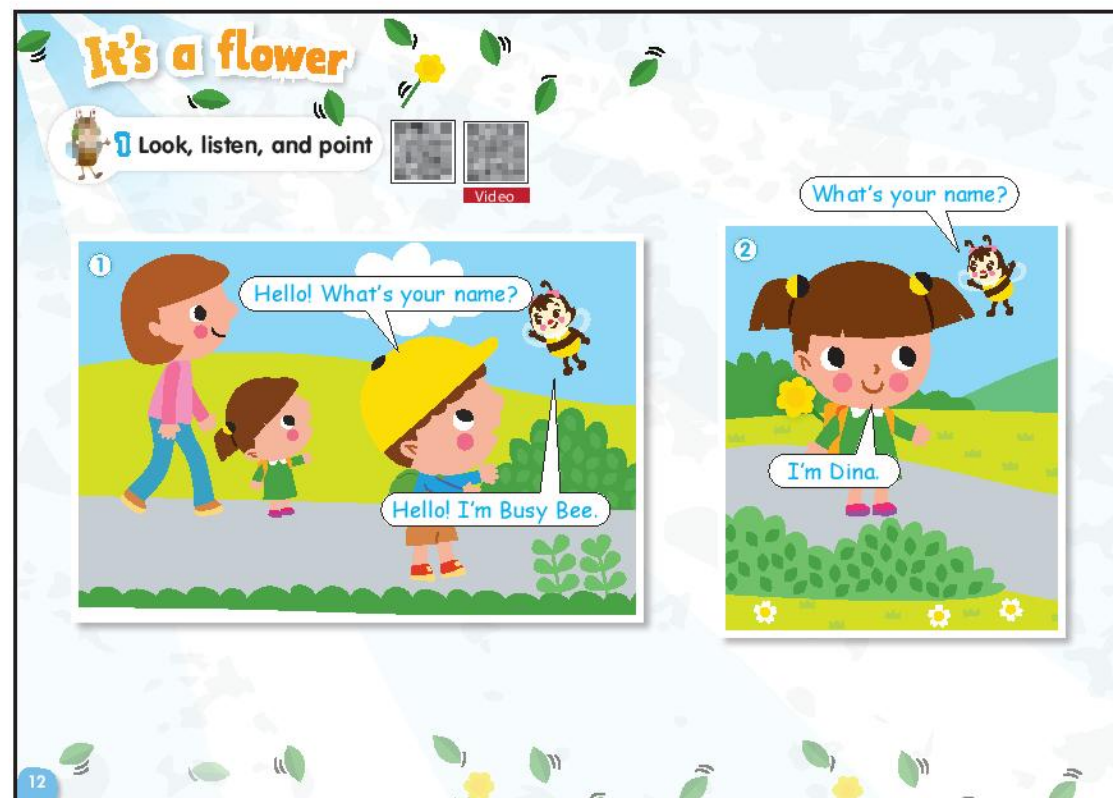 It's a flower
1 Look, listen, and point
Video
1
Hello! What's your name?
Hello! I'm Busy Bee.
What's your name?
2
I'm Dina.
12